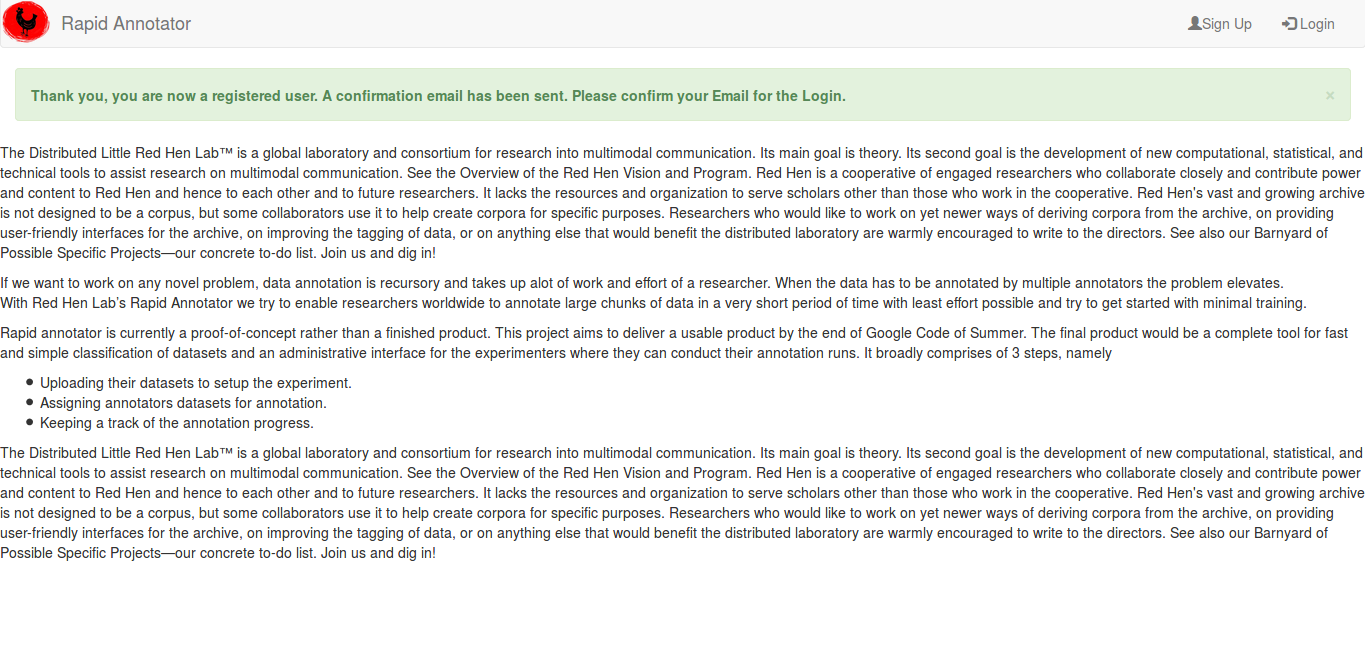 Rapid Annotator
Sign Up
Login
Thank you, you are now a registered user. A confirmation email has been sent. Please confirm your Email for the Login.
×
The Distributed Little Red Hen Lab™ is a global laboratory and consortium for research into multimodal communication. Its main goal is theory. Its second goal is the development of new computational, statistical, and
technical tools to assist research on multimodal communication. See the Overview of the Red Hen Vision and Program. Red Hen is a cooperative of engaged researchers who collaborate closely and contribute power
and content to Red Hen and hence to each other and to future researchers. It lacks the resources and organization to serve scholars other than those who work in the cooperative. Red Hen's vast and growing archive
is not designed to be a corpus, but some collaborators use it to help create corpora for specific purposes. Researchers who would like to work on yet newer ways of deriving corpora from the archive, on providing
user-friendly interfaces for the archive, on improving the tagging of data, or on anything else that would benefit the distributed laboratory are warmly encouraged to write to the directors. See also our Barnyard of
Possible Specific Projects—our concrete to-do list. Join us and dig in!
If we want to work on any novel problem, data annotation is recursory and takes up alot of work and effort of a researcher. When the data has to be annotated by multiple annotators the problem elevates.
With Red Hen Lab's Rapid Annotator we try to enable researchers worldwide to annotate large chunks of data in a very short period of time with least effort possible and try to get started with minimal training.
Rapid annotator is currently a proof-of-concept rather than a finished product. This project aims to deliver a usable product by the end of Google Code of Summer. The final product would be a complete tool for fast
and simple classification of datasets and an administrative interface for the experimenters where they can conduct their annotation runs. It broadly comprises of 3 steps, namely
● Uploading their datasets to setup the experiment.
● Assigning annotators datasets for annotation.
● Keeping a track of the annotation progress.
The Distributed Little Red Hen Lab™ is a global laboratory and consortium for research into multimodal communication. Its main goal is theory. Its second goal is the development of new computational, statistical, and
technical tools to assist research on multimodal communication. See the Overview of the Red Hen Vision and Program. Red Hen is a cooperative of engaged researchers who collaborate closely and contribute power
and content to Red Hen and hence to each other and to future researchers. It lacks the resources and organization to serve scholars other than those who work in the cooperative. Red Hen's vast and growing archive
is not designed to be a corpus, but some collaborators use it to help create corpora for specific purposes. Researchers who would like to work on yet newer ways of deriving corpora from the archive, on providing
user-friendly interfaces for the archive, on improving the tagging of data, or on anything else that would benefit the distributed laboratory are warmly encouraged to write to the directors. See also our Barnyard of
Possible Specific Projects—our concrete to-do list. Join us and dig in!